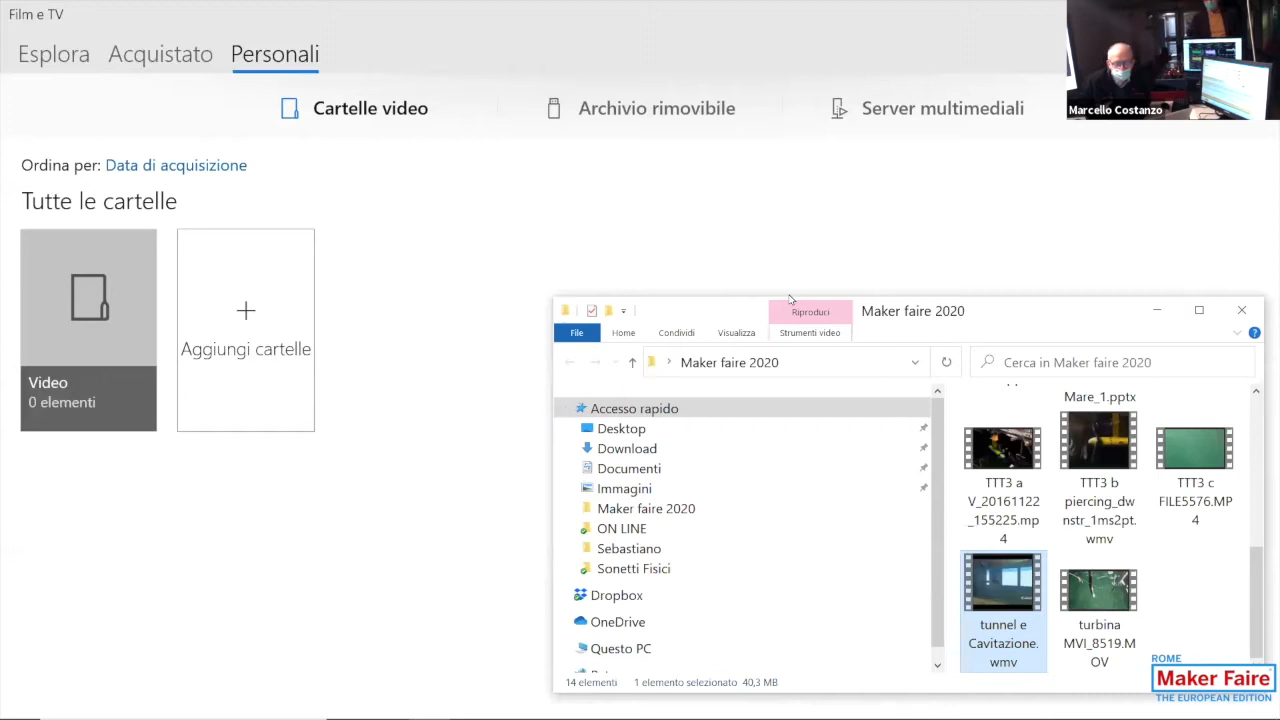 Film e TV
Esplora Acquistato Personali
Marcello Costanzo
Cartelle video Archivio rimovibile Server multimediali
Ordina per: Data di acquisizione
Tutte le cartelle
Video
0 elementi
Aggiungi cartelle
Riproduci Maker faire 2020
File Home Condividi Visualizza Strumenti video
Maker faire 2020 Cerca in Maker faire 2020
Accesso rapido
Desktop
Download
Documenti
Immagini
Maker faire 2020
ON LINE
Sebastiano
Sonetti Fisici
Dropbox
OneDrive
Questo PC
Mare_1.pptx
TTT3 a
V_20161122
_155225.mp
4
TTT3 b
piercing_dw
nstr_1ms2pt.
wmv
TTT3 c
FILE5576.MP
4
tunnel e
Cavitazione.
wmv
turbina
MVI_8519.M
OV
14 elementi 1 elemento selezionato 40,3 MB
ROME
Maker Faire
THE EUROPEAN EDITION